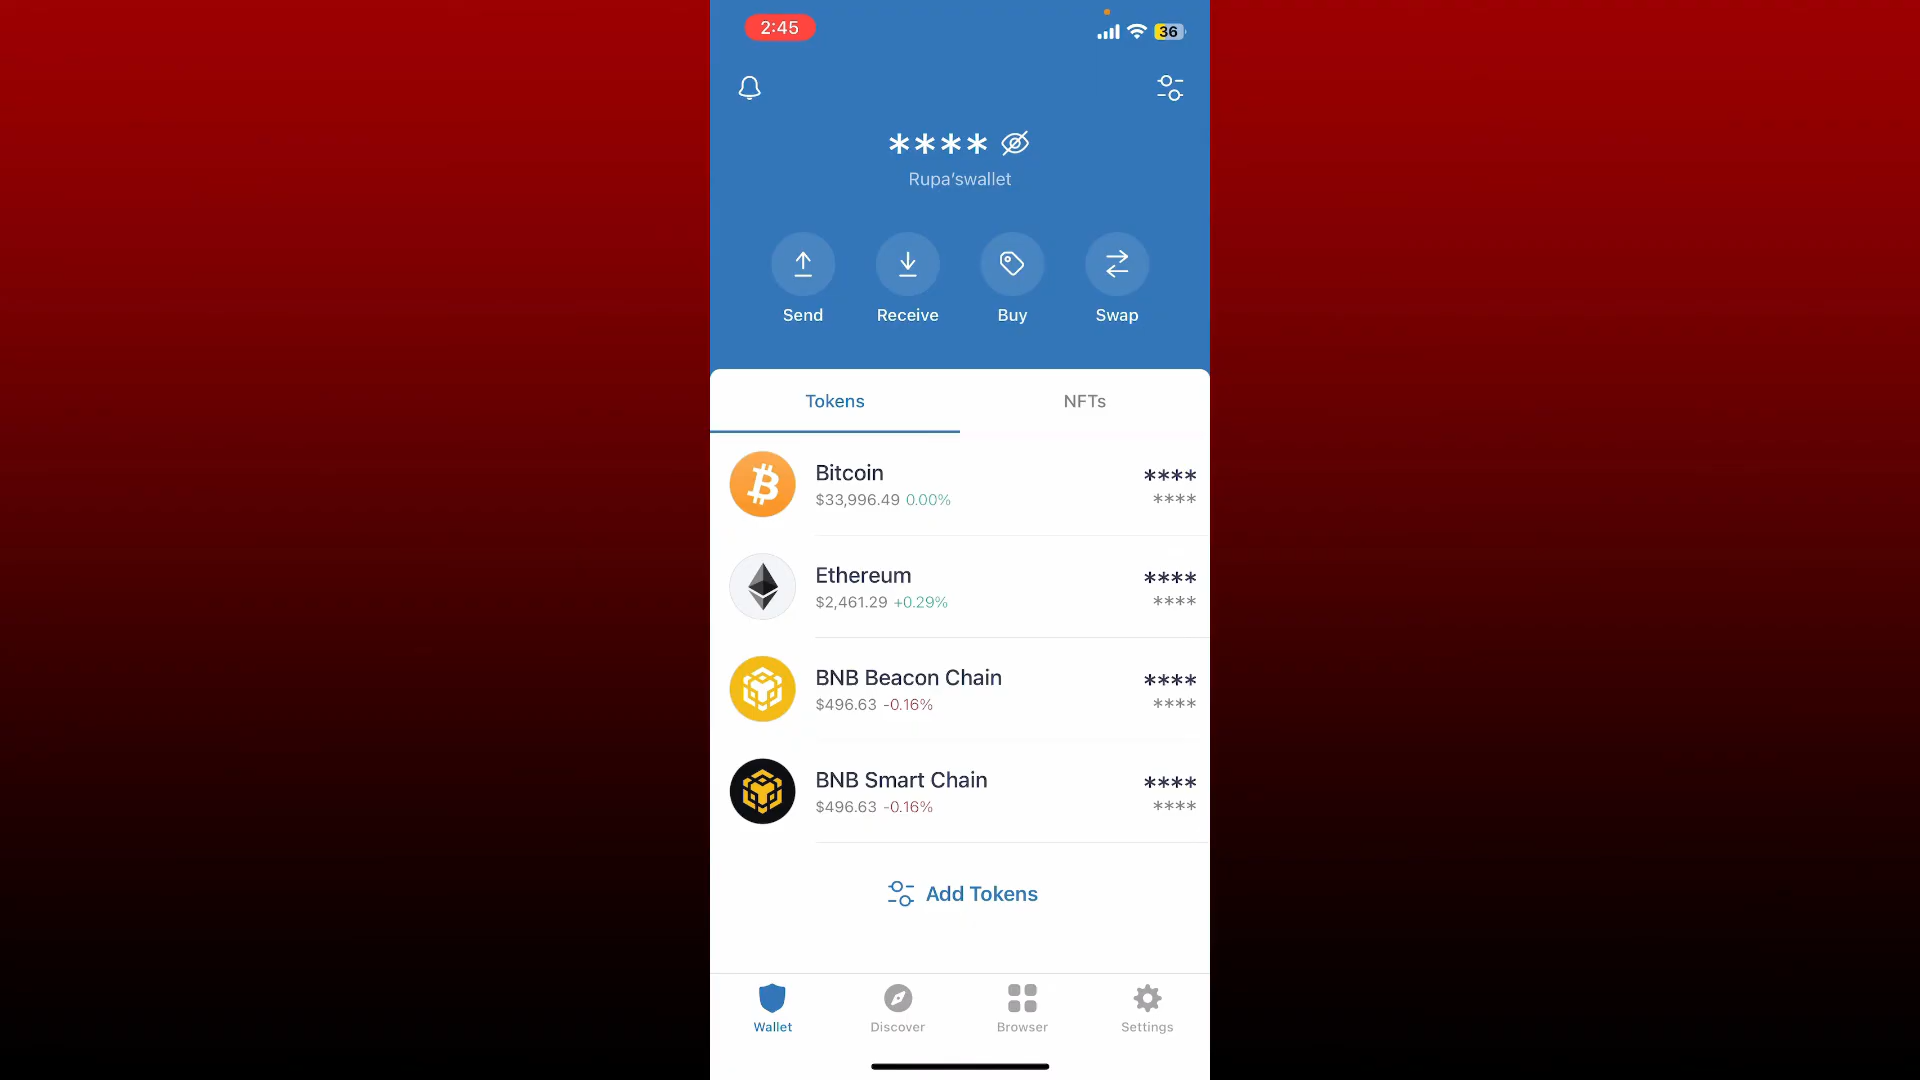 2:45
36
****
Rupa'swallet
Send Receive Buy Swap
Tokens NFTs
Bitcoin ****
$33,996.49 0.00% ****
Ethereum ****
$2,461.29 +0.29% ****
BNB Beacon Chain ****
$496.63 -0.16% ****
BNB Smart Chain ****
$496.63 -0.16% ****
Add Tokens
Wallet Discover Browser Settings